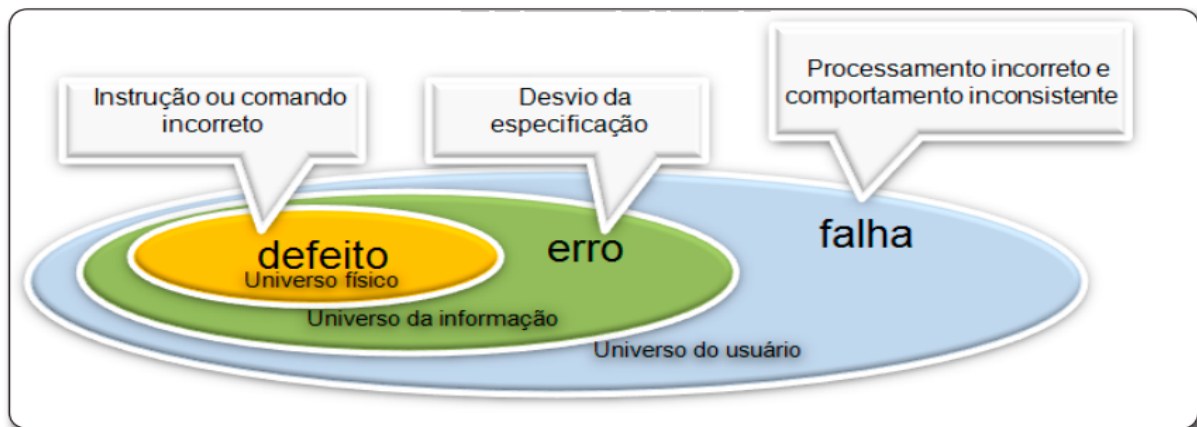 Instrução ou comando
incorreto
Desvio da
especificação
Processamento incorreto e
comportamento inconsistente
defeito
Universo físico
erro
Universo da informação
falha
Universo do usuário